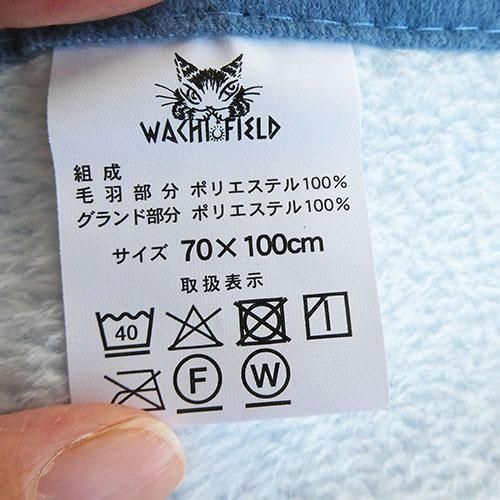 WACHIFIELD
組成
毛羽部分 ポリエステル100%
グランド部分 ポリエステル100%
サイズ 70×100cm
取扱表示
40
F W